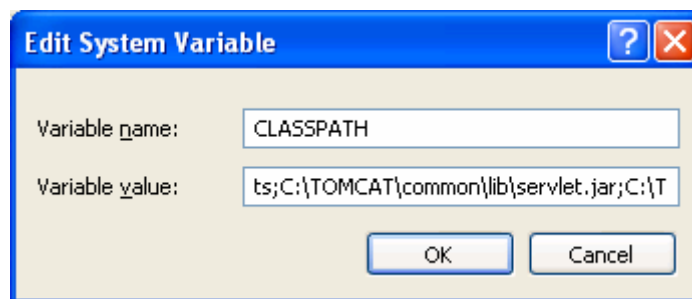 Edit System Variable
Variable name: CLASSPATH
Variable value: ts;C:\TOMCAT\common\lib\servlet.jar;C:\T
OK Cancel